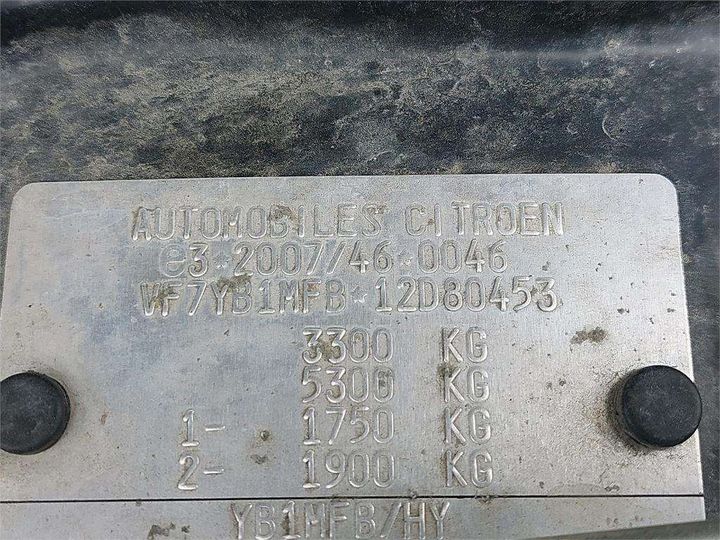 AUTOMOBILES CITROEN
e3*2007/46*0046
VF7YB1MFB*12D80453
3300 KG
5300 KG
1- 1750 KG
2- 1900 KG
YB1MFB/HY